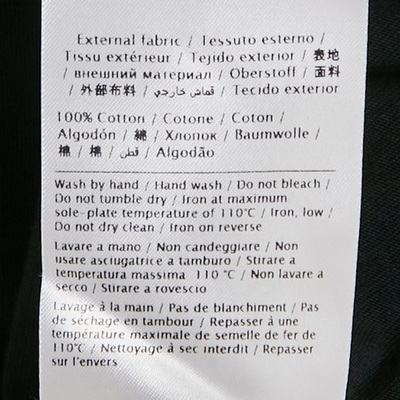 External fabric / Tessuto esterno /
Tissu extérieur / Tejido exterior / 表地
/ внешний материал / Oberstoff / 面料
/ 外部布料 / قماش خارجي / Tecido exterior
100% Cotton / Cotone / Coton /
Algodón / 綿 / Хлопок / Baumwolle /
棉 / 棉 / قطن / Algodão
Wash by hand / Hand wash / Do not bleach /
Do not tumble dry / Iron at maximum
sole-plate temperature of 110°C / Iron, low /
Do not dry clean / Iron on reverse
Lavare a mano / Non candeggiare / Non
usare asciugatrice a tamburo / Stirare a
temperatura massima 110 °C / Non lavare a
secco / Stirare a rovescio
Lavage à la main / Pas de blanchiment / Pas
de séchage en tambour / Repasser à une
température maximale de semelle de fer de
110°C / Nettoyage à sec interdit / Repasser
sur l'envers